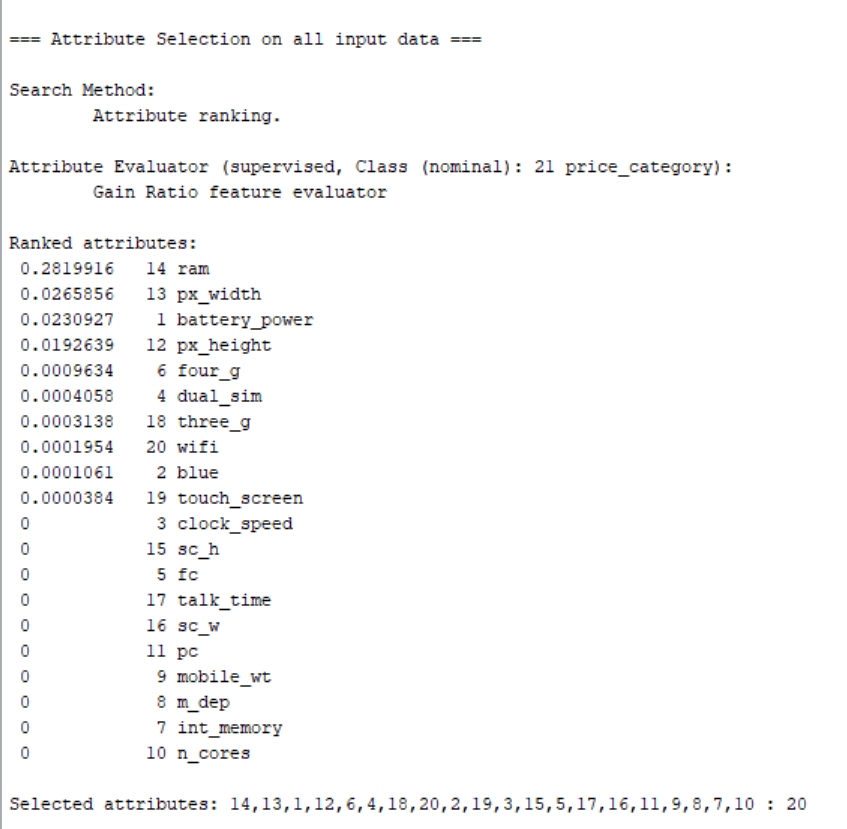 === Attribute Selection on all input data ===
Search Method:
Attribute ranking.
Attribute Evaluator (supervised, Class (nominal): 21 price_category):
Gain Ratio feature evaluator
Ranked attributes:
0.2819916 14 ram
0.0265856 13 px_width
0.0230927 1 battery_power
0.0192639 12 px_height
0.0009634 6 four_g
0.0004058 4 dual_sim
0.0003138 18 three_g
0.0001954 20 wifi
0.0001061 2 blue
0.0000384 19 touch_screen
0 3 clock_speed
0 15 sc_h
0 5 fc
0 17 talk_time
0 16 sc_w
0 11 pc
0 9 mobile_wt
0 8 m_dep
0 7 int_memory
0 10 n_cores
Selected attributes: 14,13,1,12,6,4,18,20,2,19,3,15,5,17,16,11,9,8,7,10 : 20